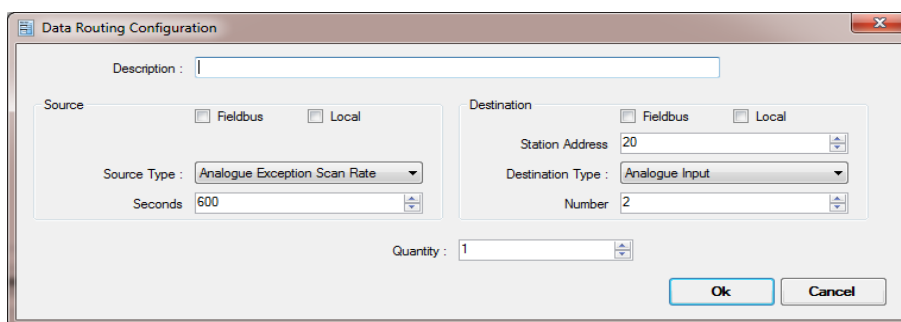 Data Routing Configuration
Description :
Source
Fieldbus
Local
Source Type :
Analogue Exception Scan Rate
Seconds
600
Destination
Fieldbus
Local
Station Address
20
Destination Type :
Analogue Input
Number
2
Quantity :
1
Ok
Cancel